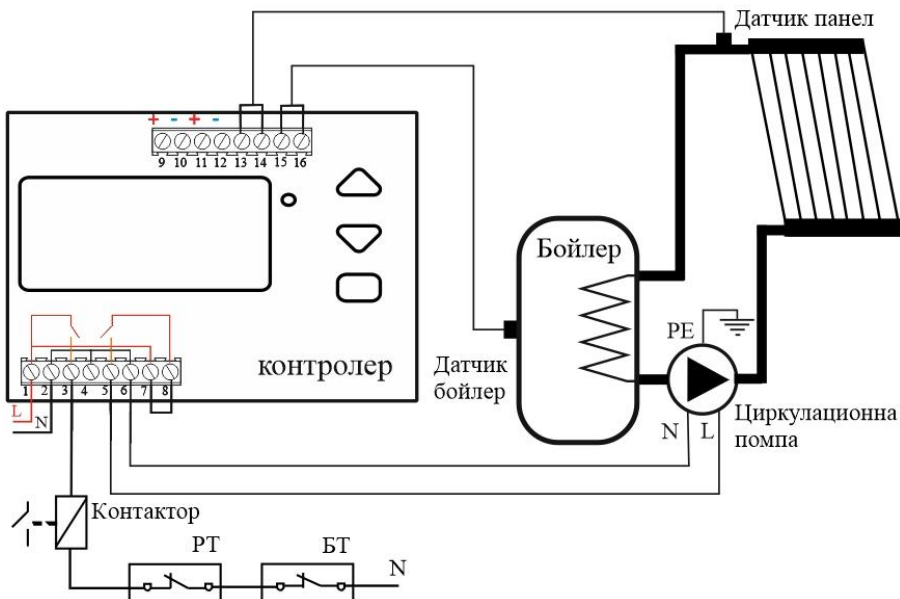 Датчик панел
+ - + -
9 10 11 12 13 14 15 16
Бойлер
PE
контролер
Датчик
бойлер
Циркулационна
помпа
N L
1 2 3 4 5 6 7 8
L
N
Контактор
РТ БТ N